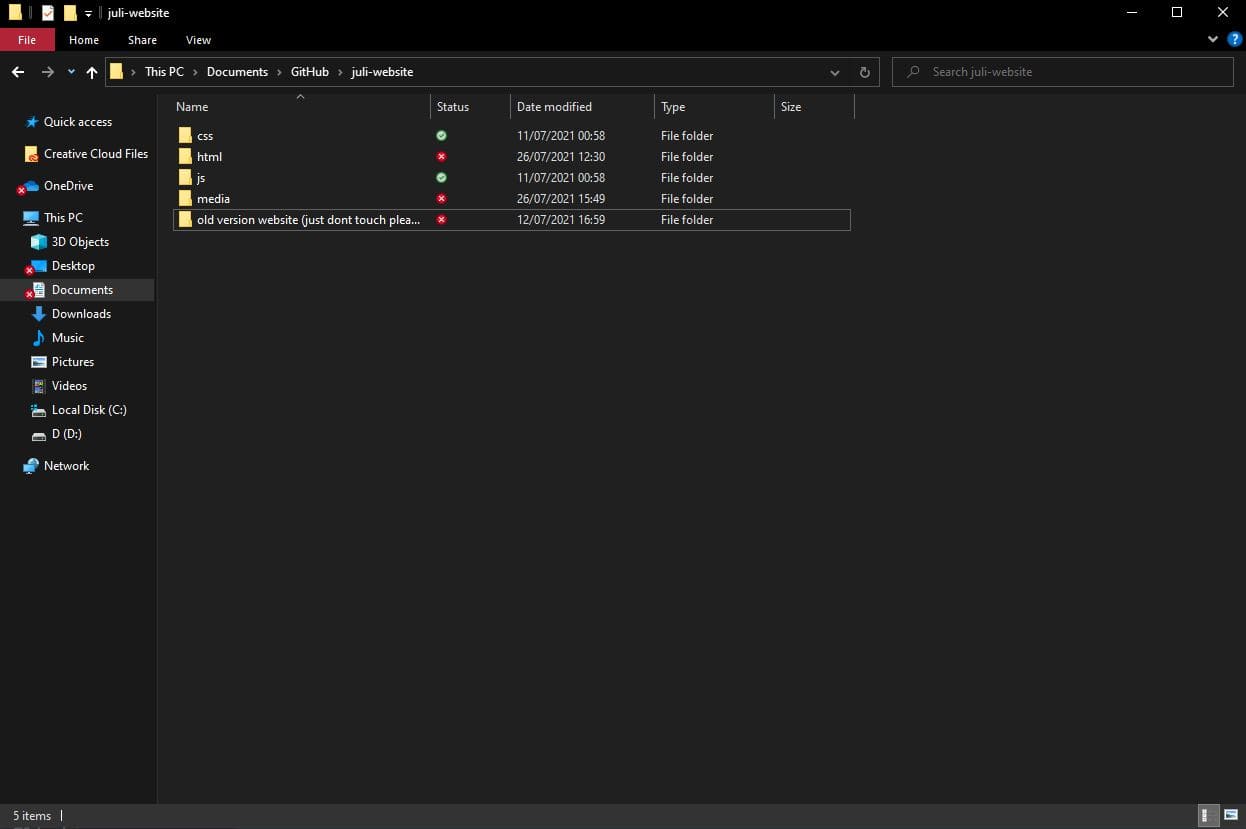 juli-website
File Home Share View
This PC > Documents > GitHub > juli-website
Search juli-website
Name Status Date modified Type Size
css 11/07/2021 00:58 File folder
html 26/07/2021 12:30 File folder
js 11/07/2021 00:58 File folder
media 26/07/2021 15:49 File folder
old version website (just dont touch plea... 12/07/2021 16:59 File folder
Quick access
Creative Cloud Files
OneDrive
This PC
3D Objects
Desktop
Documents
Downloads
Music
Pictures
Videos
Local Disk (C:)
D (D:)
Network
5 items